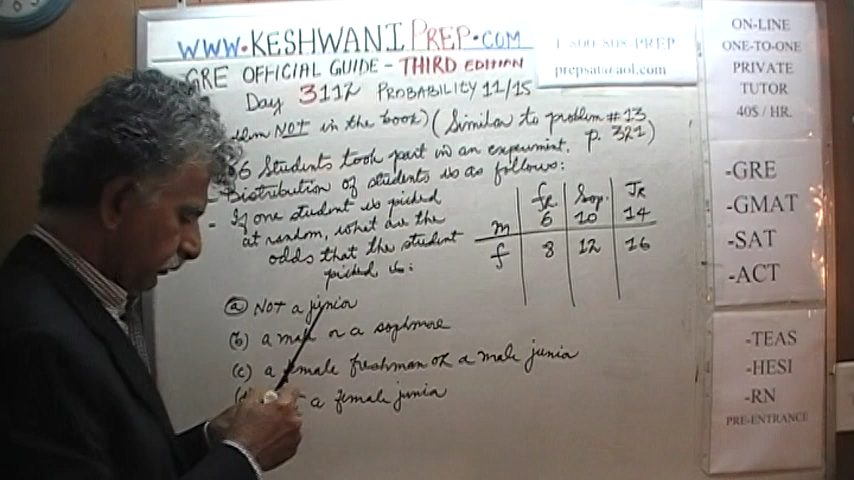 WWW.KESHWANIPREP.COM
1-800-808-PREP
prepsat@aol.com
GRE OFFICIAL GUIDE - THIRD EDITION
Day 3112 PROBABILITY 11/15
NOT in the book) (Similar to problem #13
p. 321)
66 Students took part in an experiment.
- Distribution of students is as follows:
- If one student is picked
at random, what are the
odds that the student
picked is:
fr Sop. Jr
m 6 10 14
f 8 12 16
(a) Not a junior
(b) a male or a sophmore
(c) a female freshman or a male junior
a female junior
ON-LINE
ONE-TO-ONE
PRIVATE
TUTOR
40$ / HR.
-GRE
-GMAT
-SAT
-ACT
-TEAS
-HESI
-RN
PRE-ENTRANCE